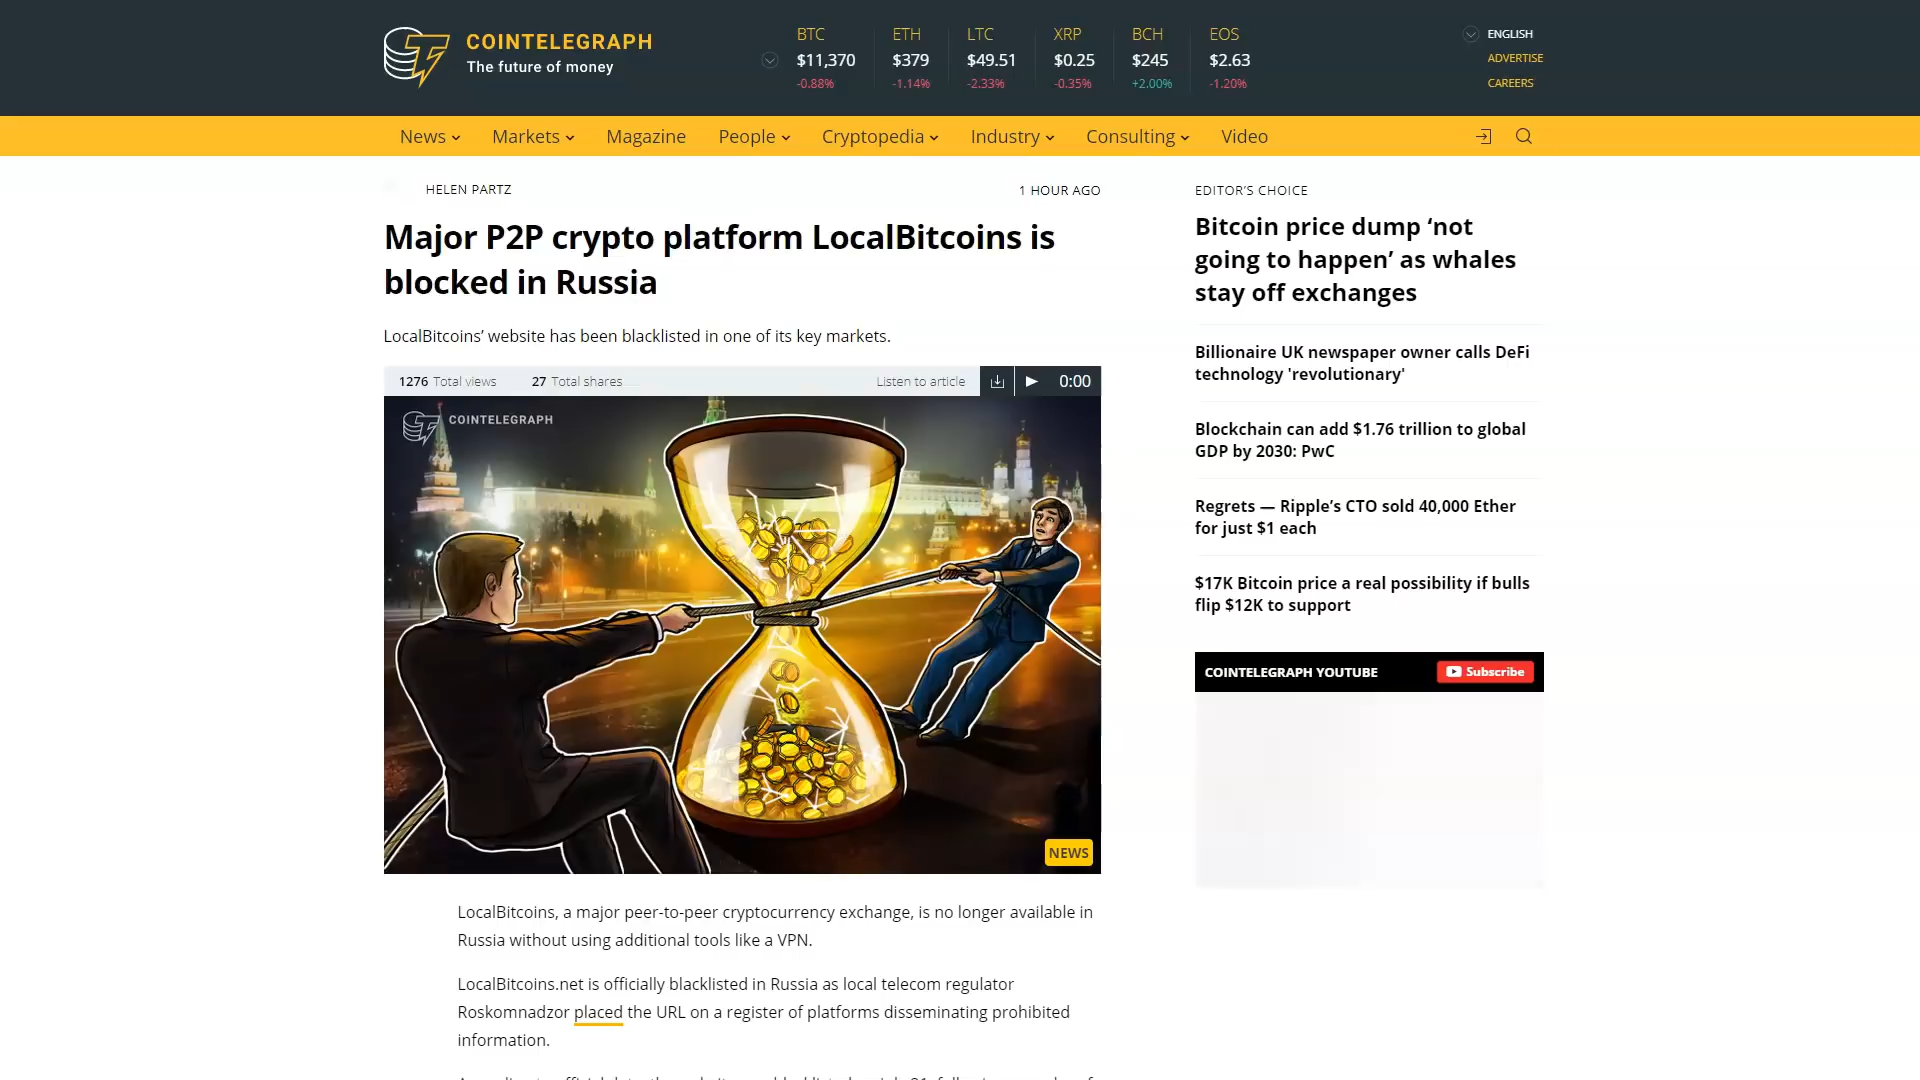 COINTELEGRAPH
The future of money
BTC
$11,370
-0.88%
ETH
$379
-1.14%
LTC
$49.51
-2.33%
XRP
$0.25
-0.35%
BCH
$245
+2.00%
EOS
$2.63
-1.20%
ENGLISH
ADVERTISE
CAREERS
News
Markets
Magazine
People
Cryptopedia
Industry
Consulting
Video
HELEN PARTZ
1 HOUR AGO
Major P2P crypto platform LocalBitcoins is
blocked in Russia
LocalBitcoins’ website has been blacklisted in one of its key markets.
1276 Total views
27 Total shares
Listen to article
0:00
COINTELEGRAPH
NEWS
LocalBitcoins, a major peer-to-peer cryptocurrency exchange, is no longer available in
Russia without using additional tools like a VPN.
LocalBitcoins.net is officially blacklisted in Russia as local telecom regulator
Roskomnadzor placed the URL on a register of platforms disseminating prohibited
information.
EDITOR’S CHOICE
Bitcoin price dump ‘not
going to happen’ as whales
stay off exchanges
Billionaire UK newspaper owner calls DeFi
technology 'revolutionary'
Blockchain can add $1.76 trillion to global
GDP by 2030: PwC
Regrets — Ripple’s CTO sold 40,000 Ether
for just $1 each
$17K Bitcoin price a real possibility if bulls
flip $12K to support
COINTELEGRAPH YOUTUBE
Subscribe